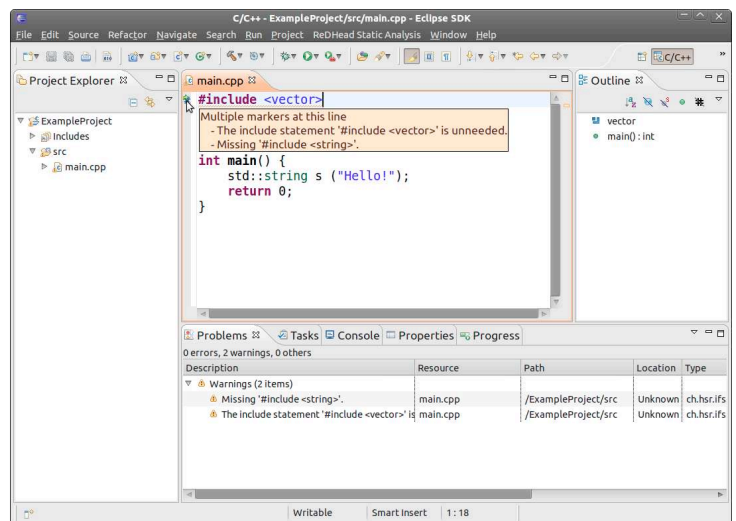 C/C++ - ExampleProject/src/main.cpp - Eclipse SDK
File Edit Source Refactor Navigate Search Run Project ReDHead Static Analysis Window Help
C/C++ »
Project Explorer
main.cpp
Outline
ExampleProject
Includes
src
main.cpp
#include <vector>
Multiple markers at this line
- The include statement '#include <vector>' is unneeded.
- Missing '#include <string>'.
int main() {
std::string s ("Hello!");
return 0;
}
vector
main() : int
Problems Tasks Console Properties Progress
0 errors, 2 warnings, 0 others
Description Resource Path Location Type
Warnings (2 items)
Missing '#include <string>'. main.cpp /ExampleProject/src Unknown ch.hsr.ifs
The include statement '#include <vector>' is main.cpp /ExampleProject/src Unknown ch.hsr.ifs
Writable Smart Insert 1 : 18